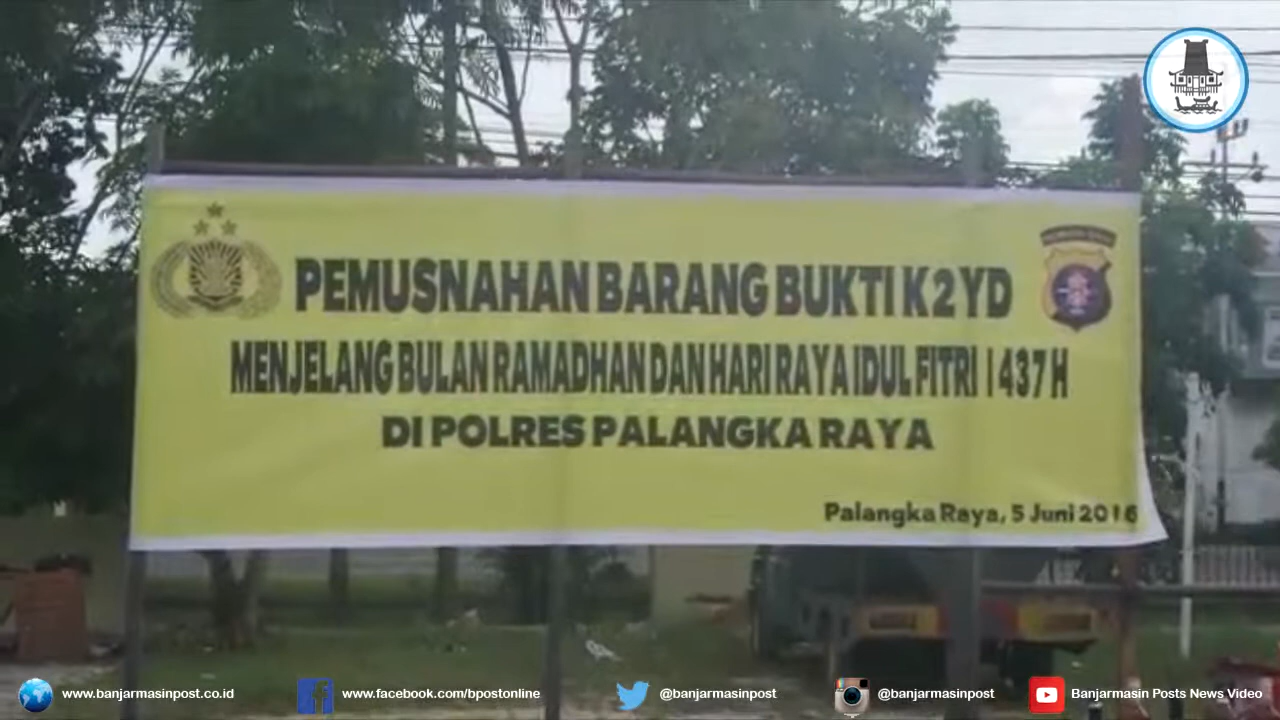 PEMUSNAHAN BARANG BUKTI K2YD
MENJELANG BULAN RAMADHAN DAN HARI RAYA IDUL FITRI 1437 H
DI POLRES PALANGKA RAYA
Palangka Raya, 5 Juni 2016
www.banjarmasinpost.co.id
www.facebook.com/bpostonline
@banjarmasinpost
@banjarmasinpost
Banjarmasin Posts News Video